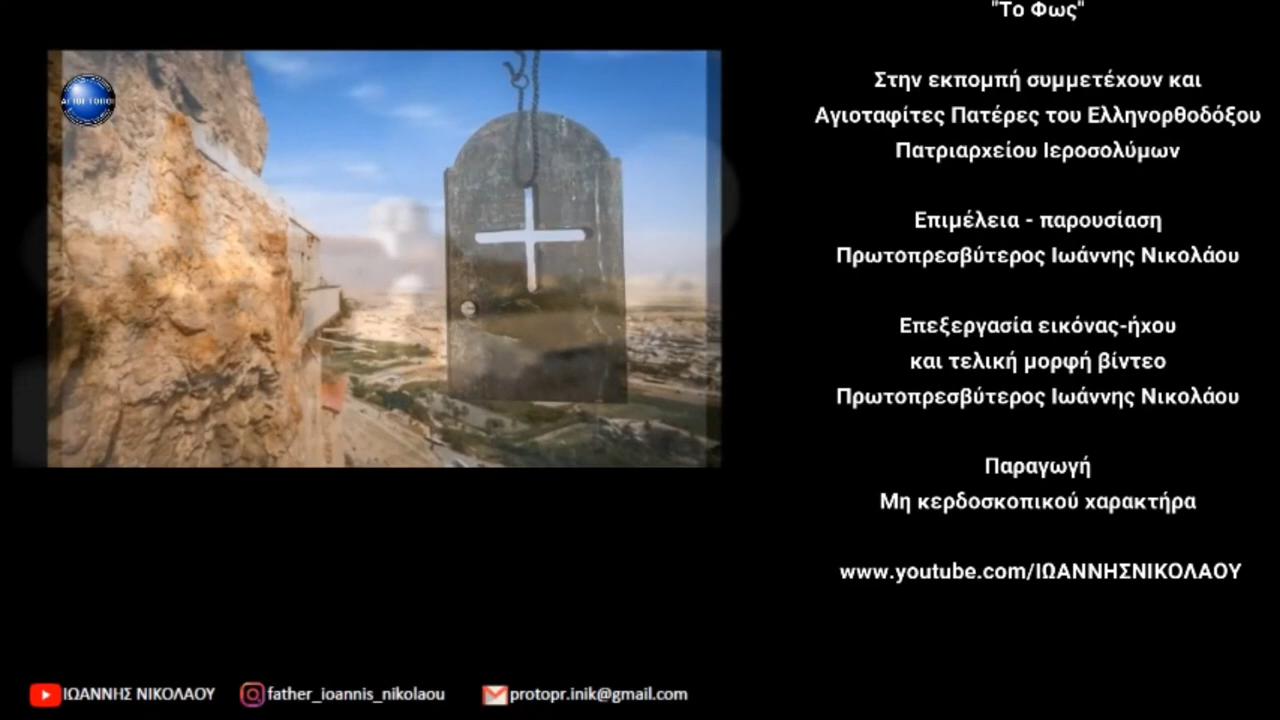 "Το Φως"
Στην εκπομπή συμμετέχουν και
Αγιοταφίτες Πατέρες του Ελληνορθοδόξου
Πατριαρχείου Ιεροσολύμων
Επιμέλεια - παρουσίαση
Πρωτοπρεσβύτερος Ιωάννης Νικολάου
Επεξεργασία εικόνας-ήχου
και τελική μορφή βίντεο
Πρωτοπρεσβύτερος Ιωάννης Νικολάου
Παραγωγή
Μη κερδοσκοπικού χαρακτήρα
www.youtube.com/ΙΩΑΝΝΗΣΝΙΚΟΛΑΟΥ
ΑΓΙΟΙ ΤΟΠΟΙ
ΙΩΑΝΝΗΣ ΝΙΚΟΛΑΟΥ father_ioannis_nikolaou protopr.inik@gmail.com